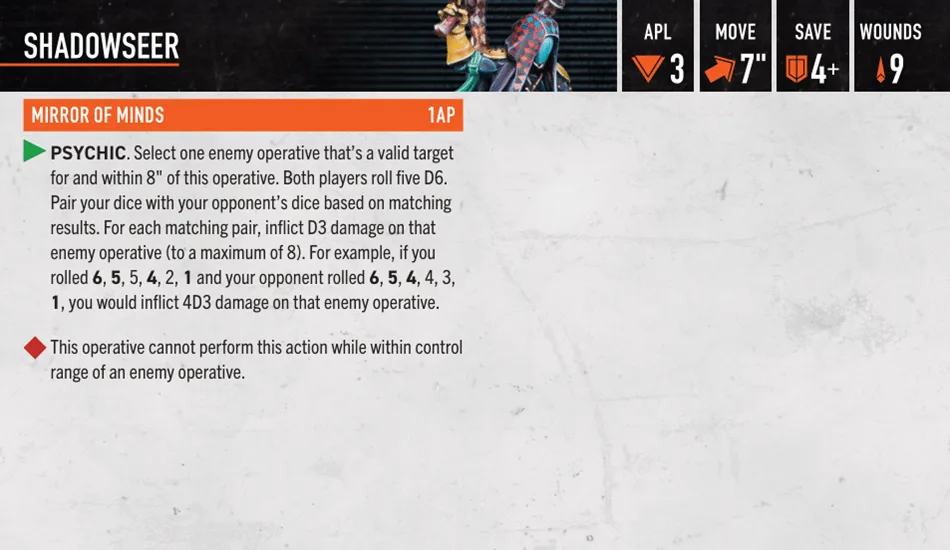 SHADOWSEER
APL MOVE SAVE WOUNDS
3 7" 4+ 9
MIRROR OF MINDS 1AP
PSYCHIC. Select one enemy operative that's a valid target
for and within 8" of this operative. Both players roll five D6.
Pair your dice with your opponent's dice based on matching
results. For each matching pair, inflict D3 damage on that
enemy operative (to a maximum of 8). For example, if you
rolled 6, 5, 5, 4, 2, 1 and your opponent rolled 6, 5, 4, 4, 3,
1, you would inflict 4D3 damage on that enemy operative.
This operative cannot perform this action while within control
range of an enemy operative.